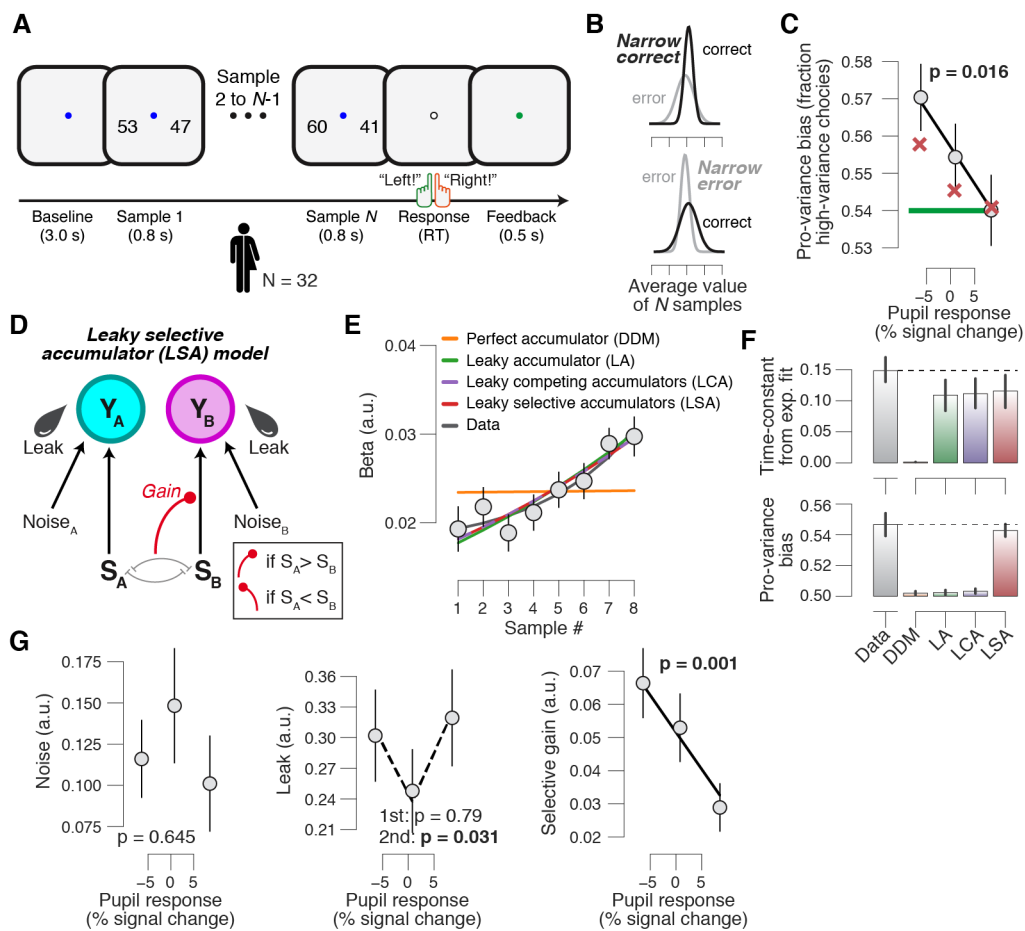 A
Sample
2 to N-1
53
47
60
41
"Left!"
"Right!"
Baseline
(3.0 s)
Sample 1
(0.8 s)
Sample N
(0.8 s)
Response
(RT)
Feedback
(0.5 s)
N = 32
B
Narrow
correct
correct
error
error
Narrow
error
correct
Average value
of N samples
C
Pro-variance bias (fraction
high-variance chocies)
0.58
0.57
0.56
0.55
0.54
0.53
p = 0.016
−5
0
5
Pupil response
(% signal change)
D
Leaky selective
accumulator (LSA) model
YA
YB
Leak
Leak
Gain
NoiseA
NoiseB
SA
SB
if SA> SB
if SA< SB
E
Beta (a.u.)
0.04
0.03
0.02
Perfect accumulator (DDM)
Leaky accumulator (LA)
Leaky competing accumulators (LCA)
Leaky selective accumulators (LSA)
Data
1 2 3 4 5 6 7 8
Sample #
F
Time-constant
from exp. fit
0.15
0.10
0.05
0.00
Pro-variance
bias
0.56
0.54
0.52
0.50
Data
DDM
LA
LCA
LSA
G
Noise (a.u.)
0.175
0.150
0.125
0.100
0.075
p = 0.645
−5 0 5
Pupil response
(% signal change)
Leak (a.u.)
0.36
0.33
0.30
0.27
0.24
0.21
1st: p = 0.79
2nd: p = 0.031
−5 0 5
Pupil response
(% signal change)
Selective gain (a.u.)
0.07
0.06
0.05
0.04
0.03
0.02
p = 0.001
−5 0 5
Pupil response
(% signal change)